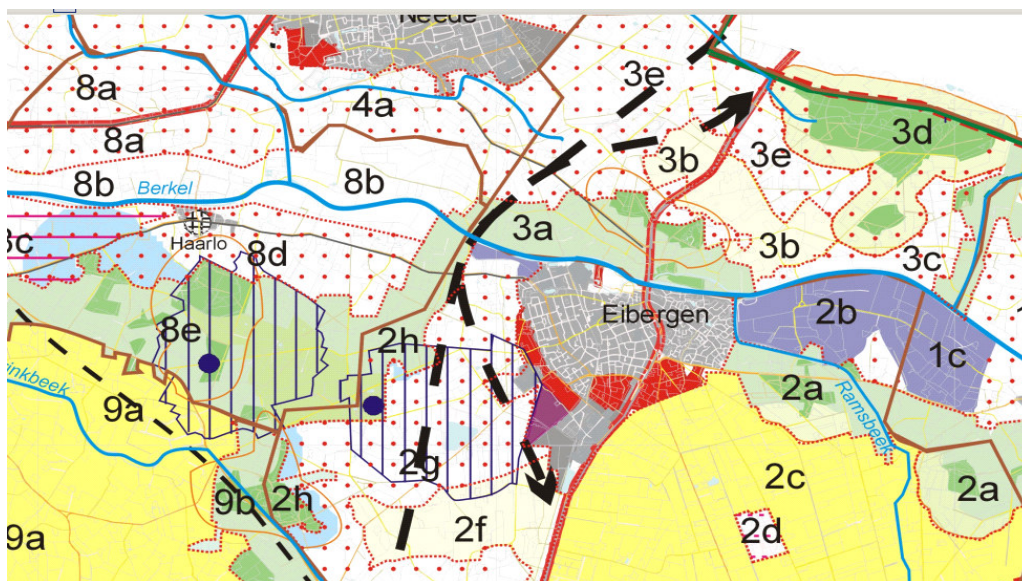 Neede
8a
3e
4a
3d
8a
3b
3e
8b
Berkel
8b
3a
Haarlo
8d
3b
3c
8e
2h
Eibergen
2b
1c
9a
2a
Ramsbeek
2g
2c
9b
2h
2a
2f
2d
9a